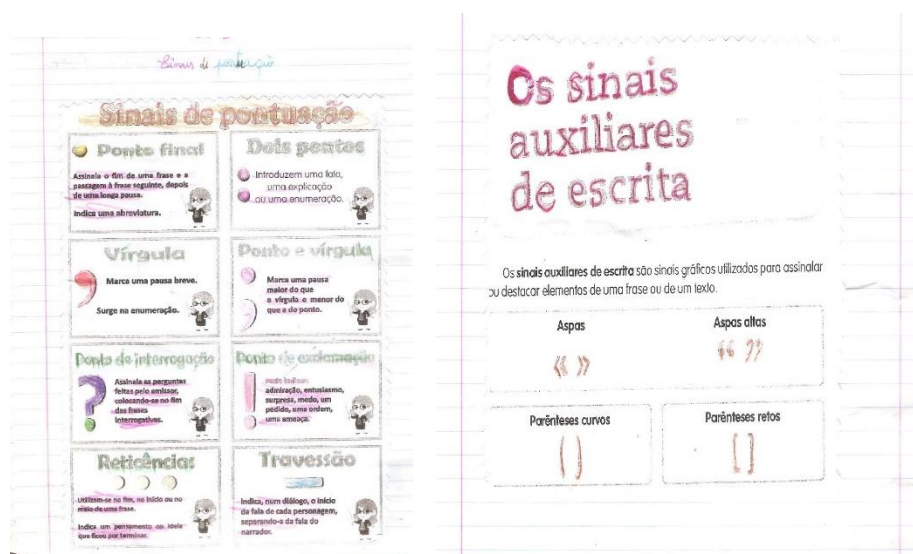 Sinais de pontuação
Sinais de pontuação
Ponto final
Assinala o fim de uma frase e a
passagem à frase seguinte, depois
de uma longa pausa.
Indica uma abreviatura.
Dois pontos
Introduzem uma fala,
uma explicação
ou uma enumeração.
Vírgula
Marca uma pausa breve.
Surge na enumeração.
Ponto e vírgula
Marca uma pausa
maior do que
a vírgula e menor do
que a do ponto.
Ponto de interrogação
?
Assinala as perguntas
feitas pelo emissor,
colocando-se no fim
das frases
interrogativas.
Ponto de exclamação
!
Pode indicar:
admiração, entusiasmo,
surpresa, medo, um
pedido, uma ordem,
uma ameaça.
Reticências
Utilizam-se no fim, no início ou no
meio de uma frase.
Indica um pensamento ou ideia
que ficou por terminar.
Travessão
Indica, num diálogo, o início
da fala de cada personagem,
separando-a da fala do
narrador.
Os sinais
auxiliares
de escrita
Os sinais auxiliares de escrita são sinais gráficos utilizados para assinalar
ou destacar elementos de uma frase ou de um texto.
Aspas
« »
Aspas altas
“ ”
Parênteses curvos
( )
Parênteses retos
[ ]